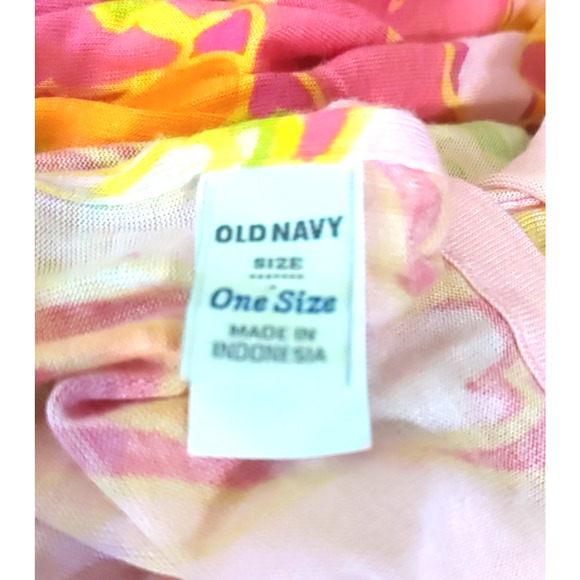 OLD NAVY
SIZE
One Size
MADE IN
INDONESIA